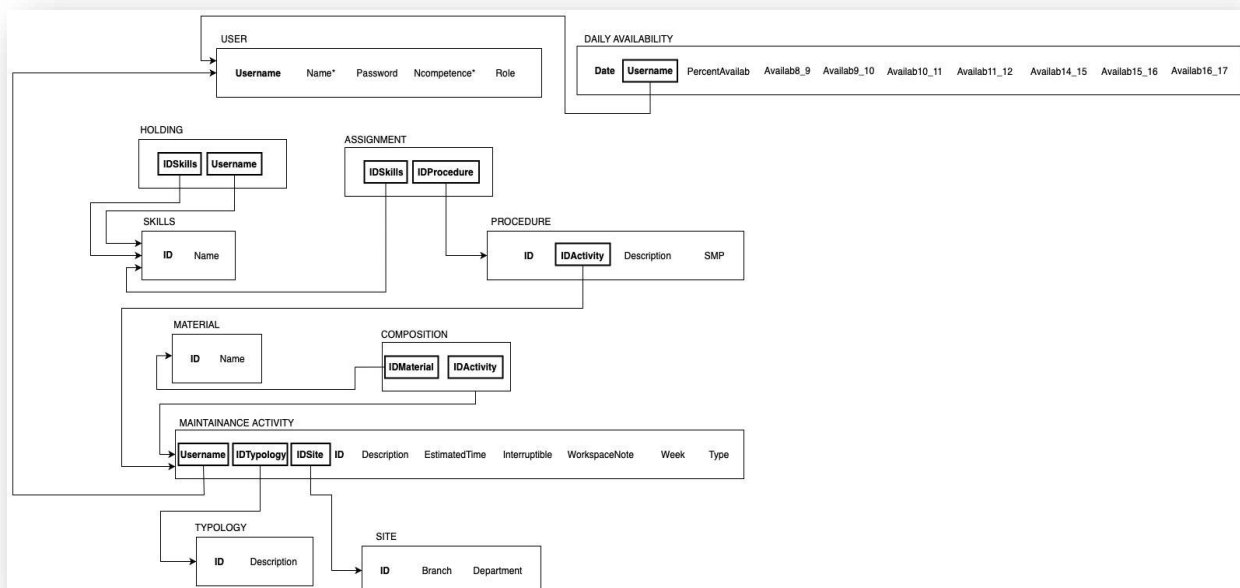 USER
Username Name* Password Ncompetence* Role
DAILY AVAILABILITY
Date Username PercentAvailab Availab8_9 Availab9_10 Availab10_11 Availab11_12 Availab14_15 Availab15_16 Availab16_17
HOLDING
IDSkills Username
ASSIGNMENT
IDSkills IDProcedure
SKILLS
ID Name
PROCEDURE
ID IDActivity Description SMP
MATERIAL
ID Name
COMPOSITION
IDMaterial IDActivity
MAINTAINANCE ACTIVITY
Username IDTypology IDSite ID Description EstimatedTime Interruptible WorkspaceNote Week Type
TYPOLOGY
ID Description
SITE
ID Branch Department